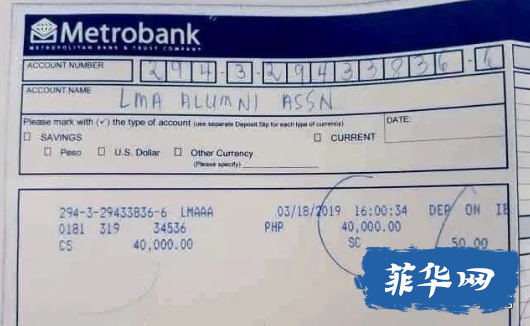 Metrobank
METROPOLITAN BANK & TRUST COMPANY
ACCOUNT NUMBER 294-3-29433836-6
ACCOUNT NAME
LMA ALUMNI ASSN
Please mark with (✓) the type of account (use separate Deposit Slip for each type of currency)
DATE:
☐ SAVINGS ☐ CURRENT
☐ Peso ☐ U.S. Dollar ☐ Other Currency
(Please specify)
294-3-29433836-6 LMAAA 03/18/2019 16:00:34 DEP ON IB
0181 319 34536 PHP 40,000.00
CS 40,000.00 SC 50.00
菲华网